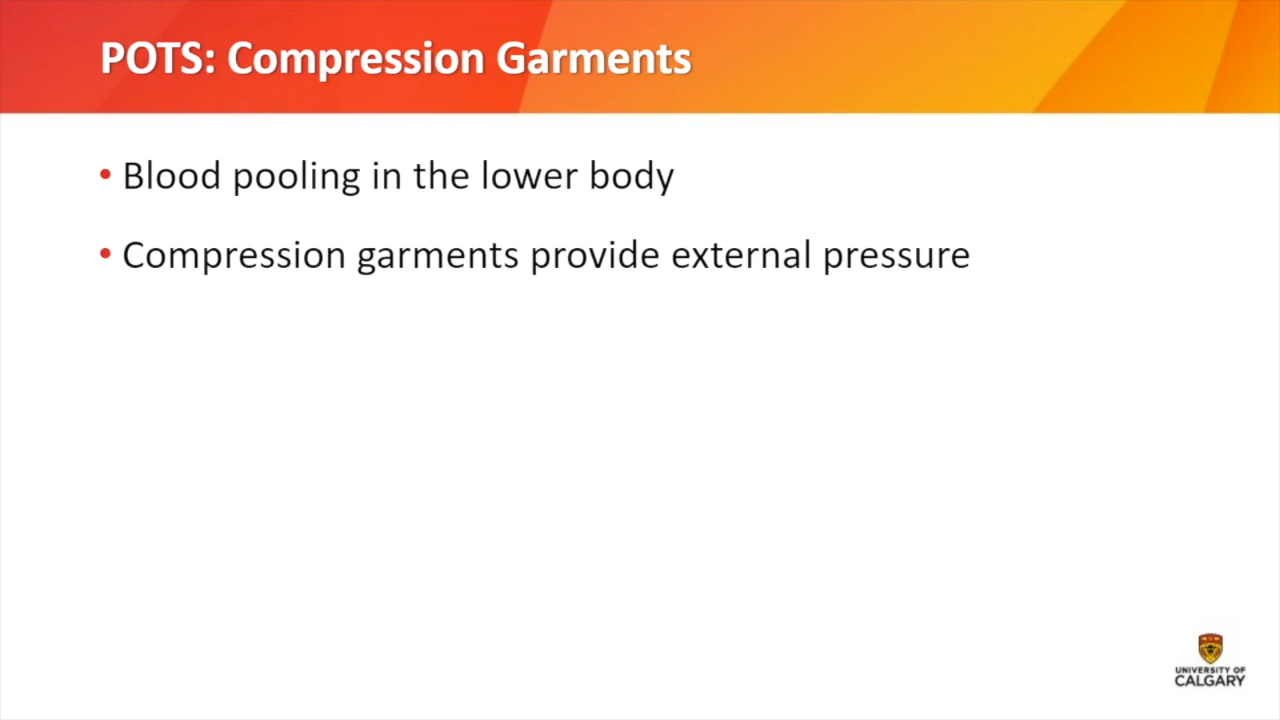 POTS: Compression Garments
• Blood pooling in the lower body
• Compression garments provide external pressure
UNIVERSITY OF
CALGARY